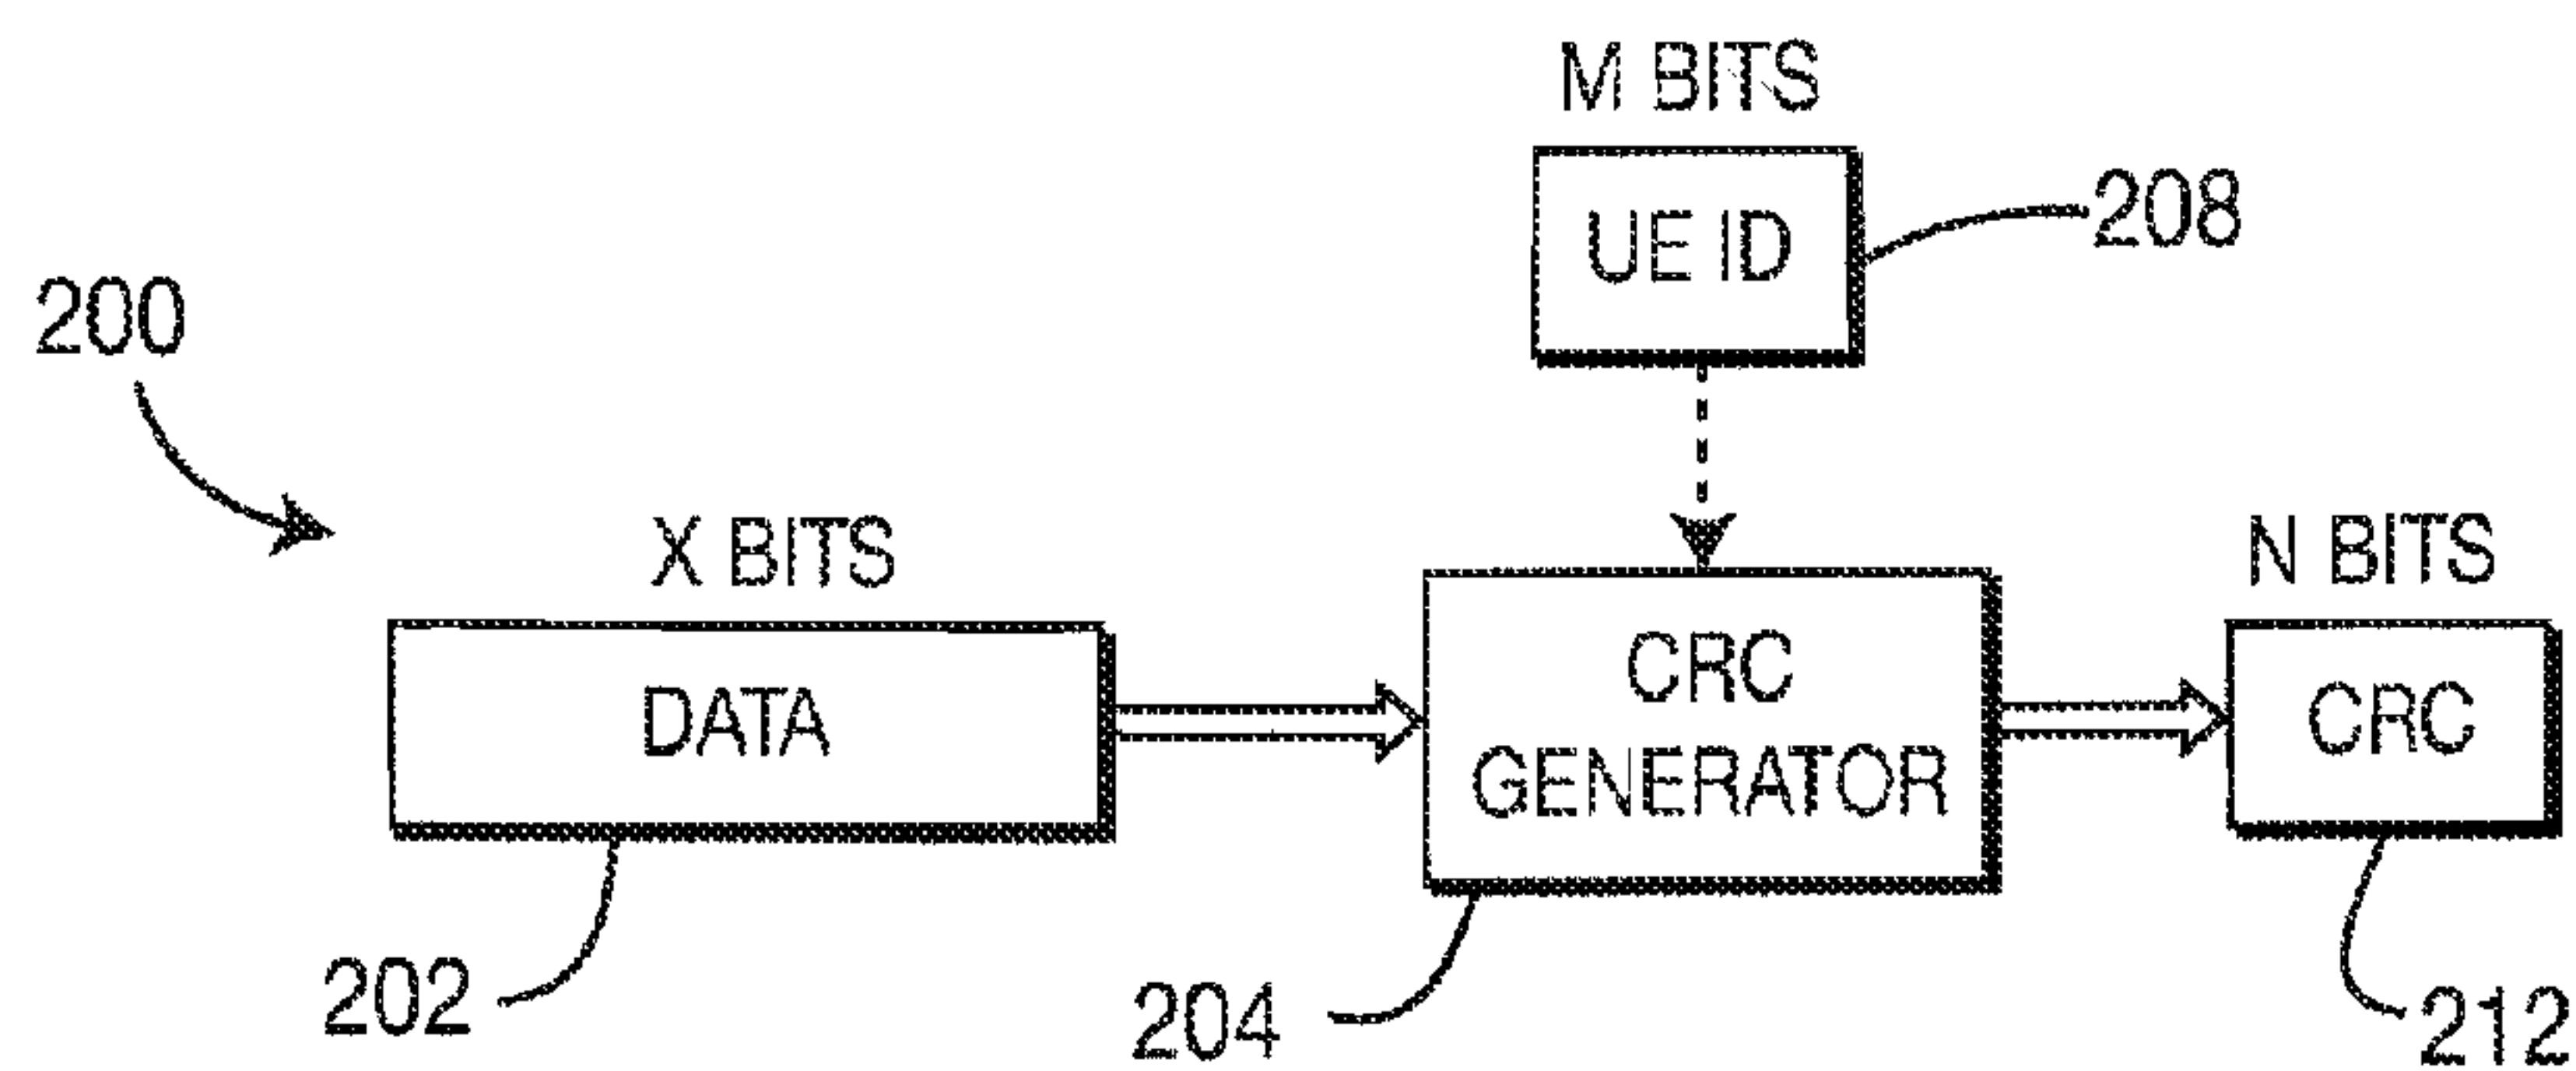 M BITS
UE ID
208
200
X BITS
N BITS
DATA
CRC
GENERATOR
CRC
202
204
212